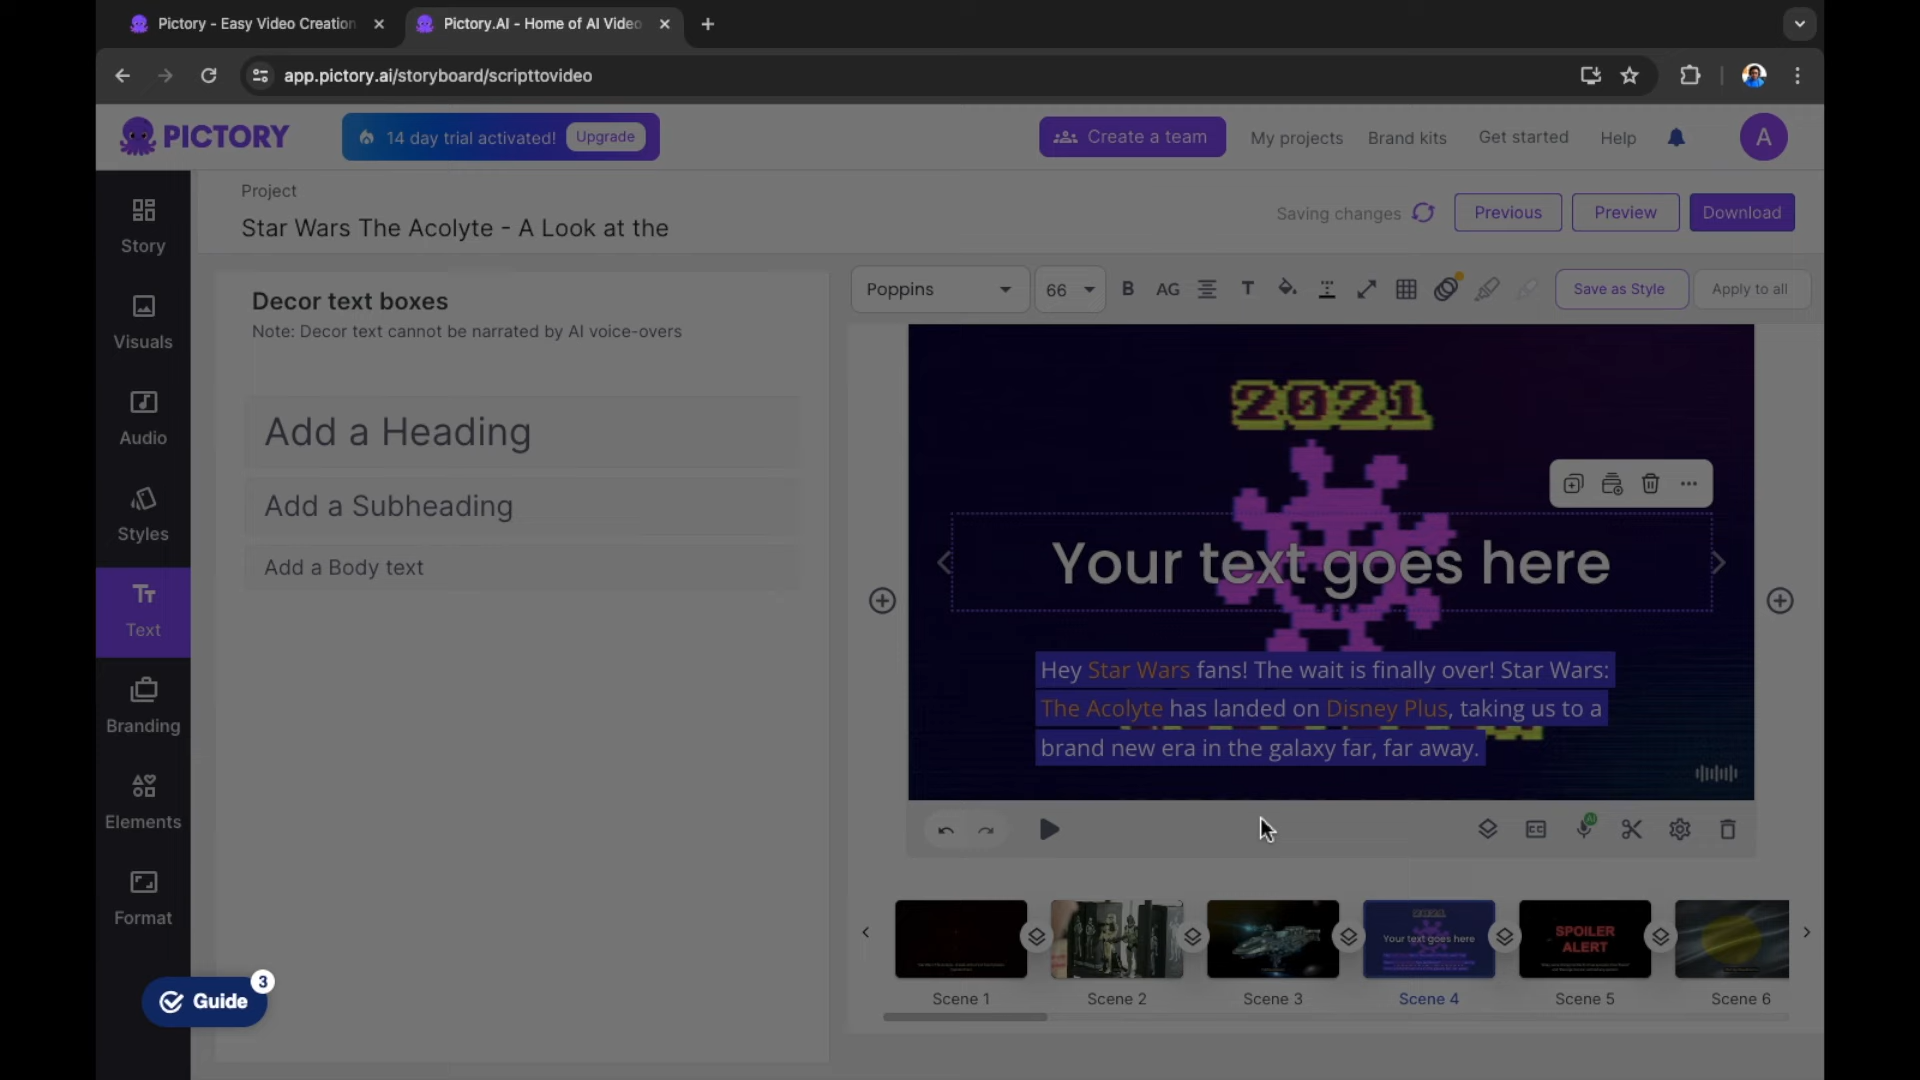 Pictory - Easy Video Creation
Pictory.AI - Home of AI Video
app.pictory.ai/storyboard/scripttovideo
PICTORY
14 day trial activated!
Upgrade
Create a team
My projects
Brand kits
Get started
Help
A
Project
Star Wars The Acolyte - A Look at the
Saving changes
Previous
Preview
Download
Story
Visuals
Audio
Styles
Text
Branding
Elements
Format
Decor text boxes
Note: Decor text cannot be narrated by AI voice-overs
Add a Heading
Add a Subheading
Add a Body text
Poppins
66
B
AG
T
Save as Style
Apply to all
2021
Your text goes here
Hey Star Wars fans! The wait is finally over! Star Wars:
The Acolyte has landed on Disney Plus, taking us to a
brand new era in the galaxy far, far away.
CC
AI
2021
Your text goes here
SPOILER
ALERT
Scene 1
Scene 2
Scene 3
Scene 4
Scene 5
Scene 6
Guide
3